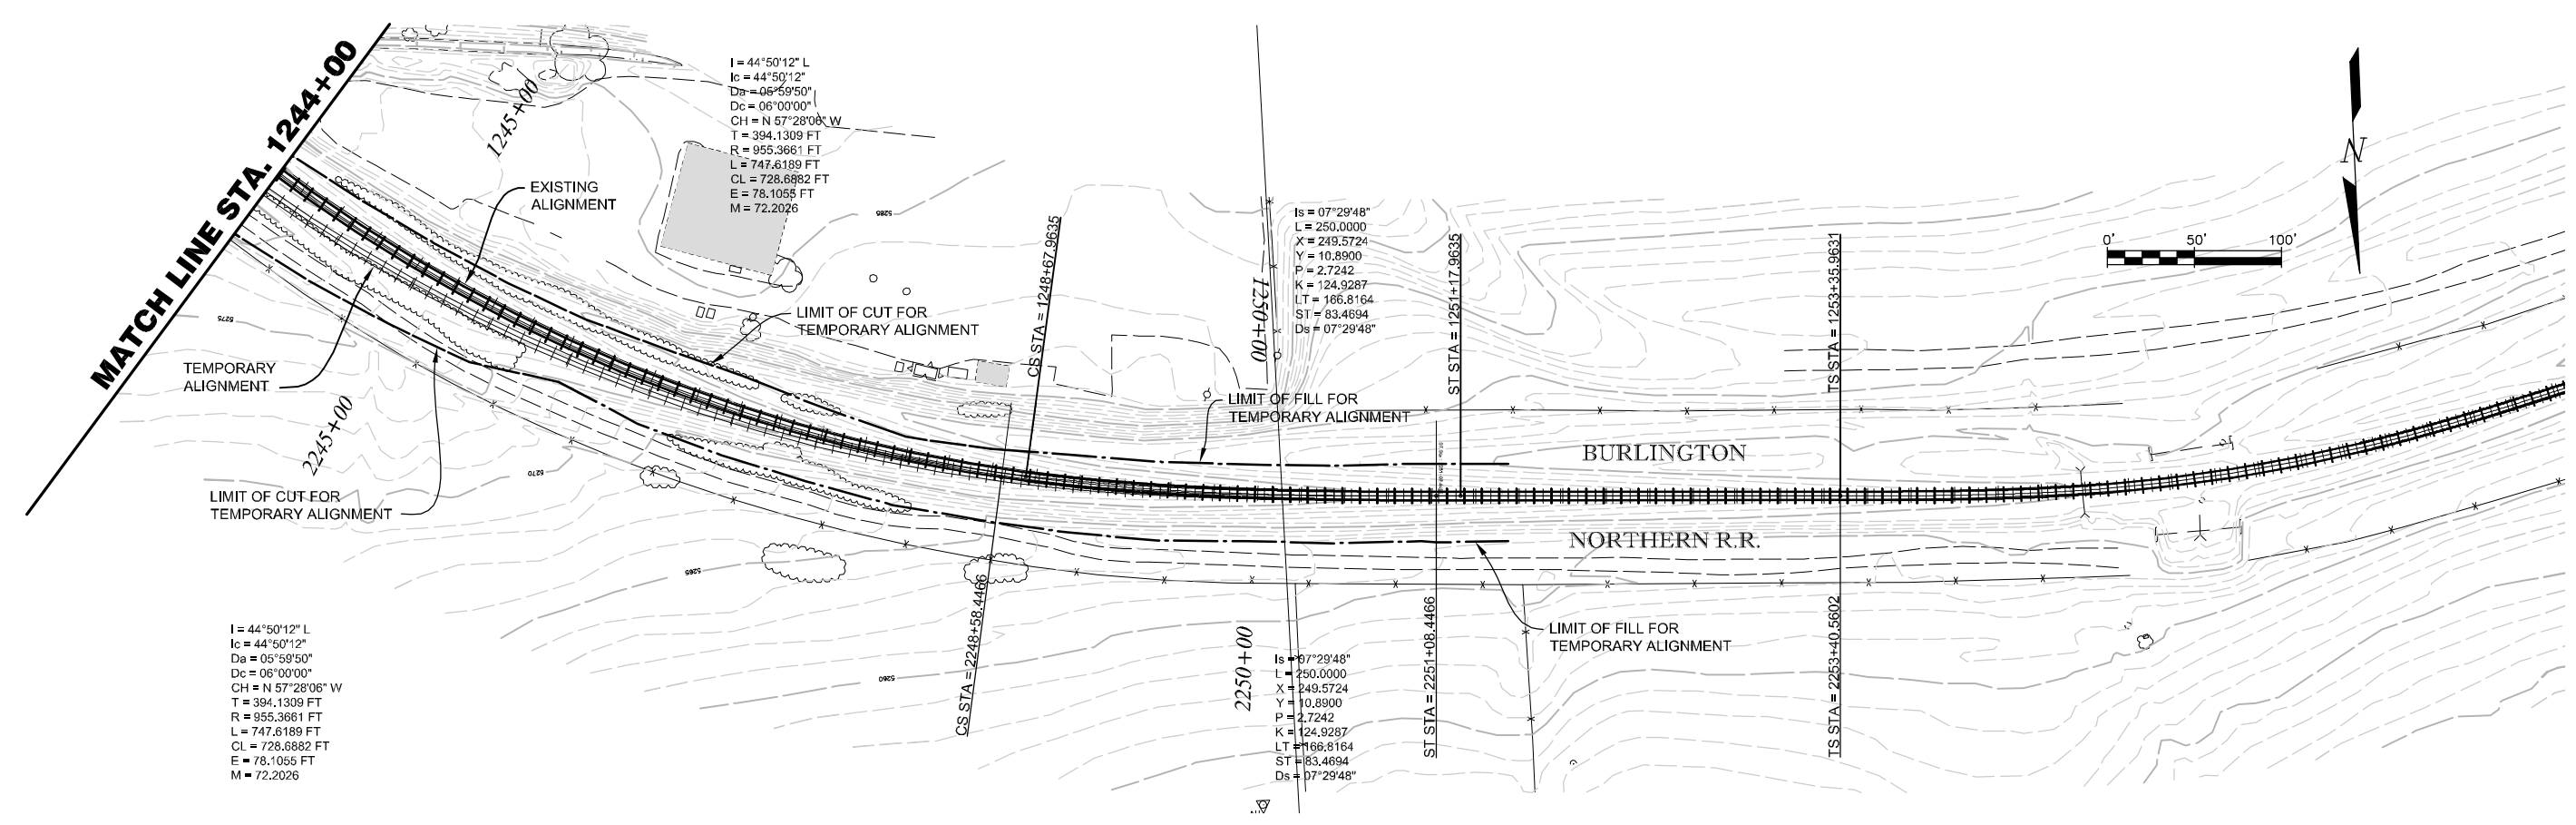 MATCH LINE STA. 1244+00
1245+00
I = 44°50'12" L
Ic = 44°50'12"
Da = 05°59'50"
Dc = 06°00'00"
CH = N 57°28'06" W
T = 394.1309 FT
R = 955.3661 FT
L = 747.6189 FT
CL = 728.6882 FT
E = 78.1055 FT
M = 72.2026
EXISTING
ALIGNMENT
5285
LIMIT OF CUT FOR
TEMPORARY ALIGNMENT
CS STA = 1248+67.9635
1250+00
Is = 07°29'48"
L = 250.0000
X = 249.5724
Y = 10.8900
P = 2.7242
K = 124.9287
LT = 166.8164
ST = 83.4694
Ds = 07°29'48"
ST STA = 1251+17.9635
TS STA = 1253+35.9631
0' 50' 100'
N
5275
TEMPORARY
ALIGNMENT
2245+00
LIMIT OF CUT FOR
TEMPORARY ALIGNMENT
5270
LIMIT OF FILL FOR
TEMPORARY ALIGNMENT
BURLINGTON
NORTHERN R.R.
5265
5260
CS STA = 2248+58.4466
2250+00
ST STA = 2251+08.4466
LIMIT OF FILL FOR
TEMPORARY ALIGNMENT
TS STA = 2253+40.5602
I = 44°50'12" L
Ic = 44°50'12"
Da = 05°59'50"
Dc = 06°00'00"
CH = N 57°28'06" W
T = 394.1309 FT
R = 955.3661 FT
L = 747.6189 FT
CL = 728.6882 FT
E = 78.1055 FT
M = 72.2026
Is = 07°29'48"
L = 250.0000
X = 249.5724
Y = 10.8900
P = 2.7242
K = 124.9287
LT = 166.8164
ST = 83.4694
Ds = 07°29'48"